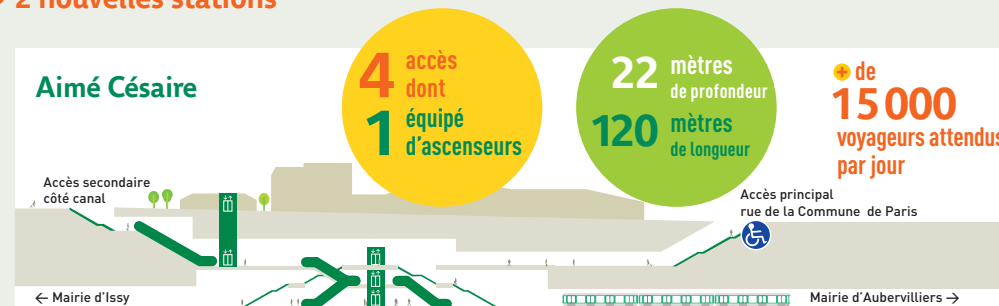 2 nouvelles stations
Aimé Césaire
4 accès
dont
1 équipé
d'ascenseurs
22 mètres
de profondeur
120 mètres
de longueur
+ de
15 000
voyageurs attendus
par jour
Accès secondaire
côté canal
Accès principal
rue de la Commune de Paris
← Mairie d'Issy
Mairie d'Aubervilliers →